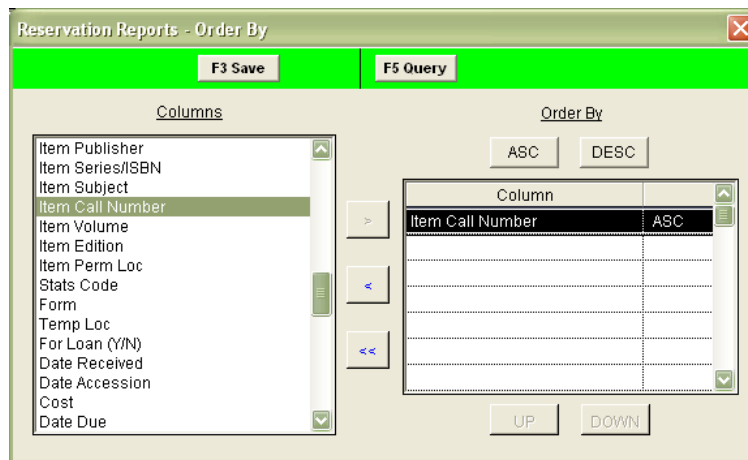 Reservation Reports - Order By
F3 Save
F5 Query
Columns
Item Publisher
Item Series/ISBN
Item Subject
Item Call Number
Item Volume
Item Edition
Item Perm Loc
Stats Code
Form
Temp Loc
For Loan (Y/N)
Date Received
Date Accession
Cost
Date Due
>
<
<<
Order By
ASC DESC
Column
Item Call Number ASC
UP DOWN